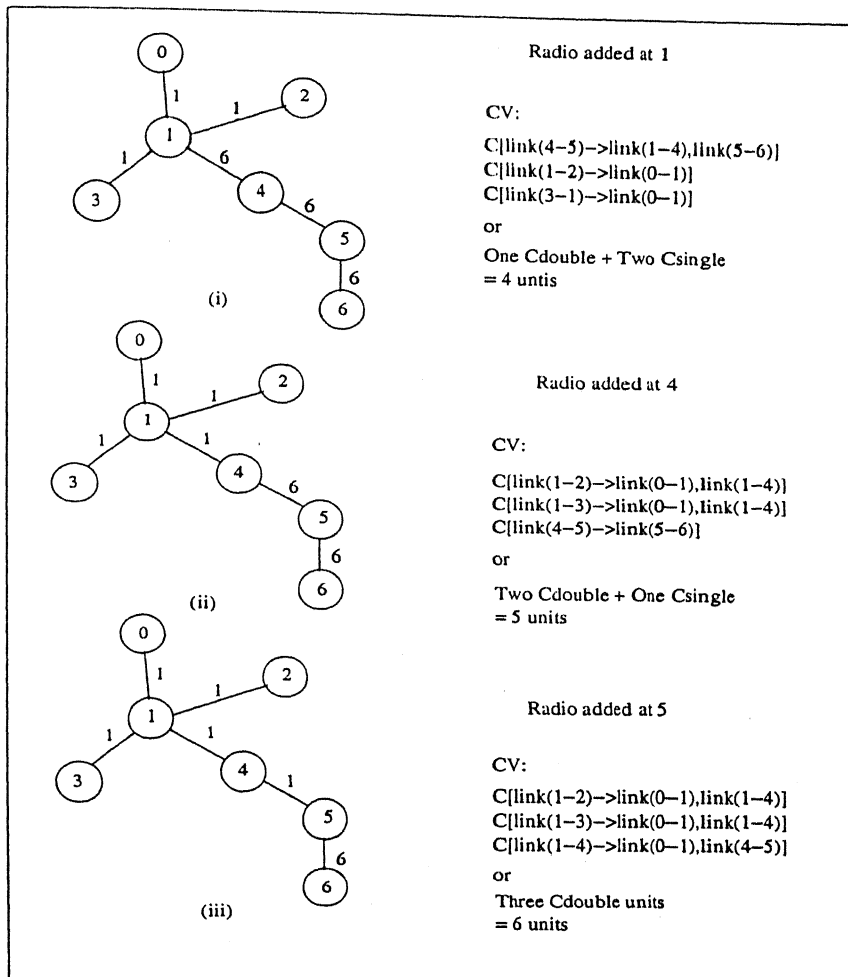 0
Radio added at 1
2
1
1
CV:
1
C[link(4-5)->link(1-4),link(5-6)]
1
6
C[link(1-2)->link(0-1)]
4
3
C[link(3-1)->link(0-1)]
6
or
5
One Cdouble + Two Csingle
6
= 4 untis
(i)
6
0
Radio added at 4
2
1
1
1
CV:
1
1
4
C[link(1-2)->link(0-1),link(1-4)]
3
6
C[link(1-3)->link(0-1),link(1-4)]
5
C[link(4-5)->link(5-6)]
6
or
6
(ii)
Two Cdouble + One Csingle
= 5 units
0
1
2
1
Radio added at 5
1
1
1
CV:
4
3
1
C[link(1-2)->link(0-1),link(1-4)]
5
C[link(1-3)->link(0-1),link(1-4)]
C[link(1-4)->link(0-1),link(4-5)]
6
or
6
(iii)
Three Cdouble units
= 6 units